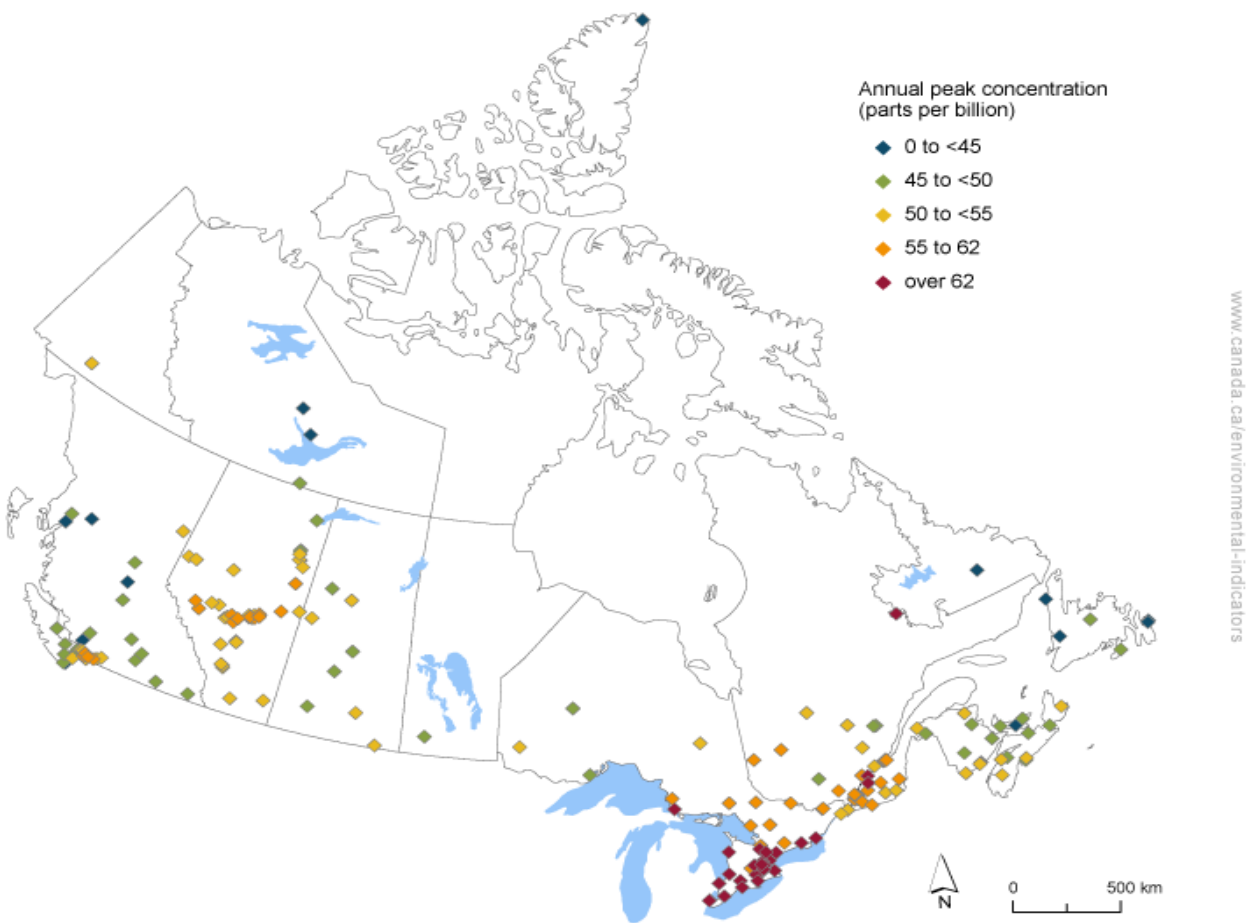 Annual peak concentration
(parts per billion)
0 to <45
45 to <50
50 to <55
55 to 62
over 62
www.canada.ca/environmental-indicators
N
0 500 km